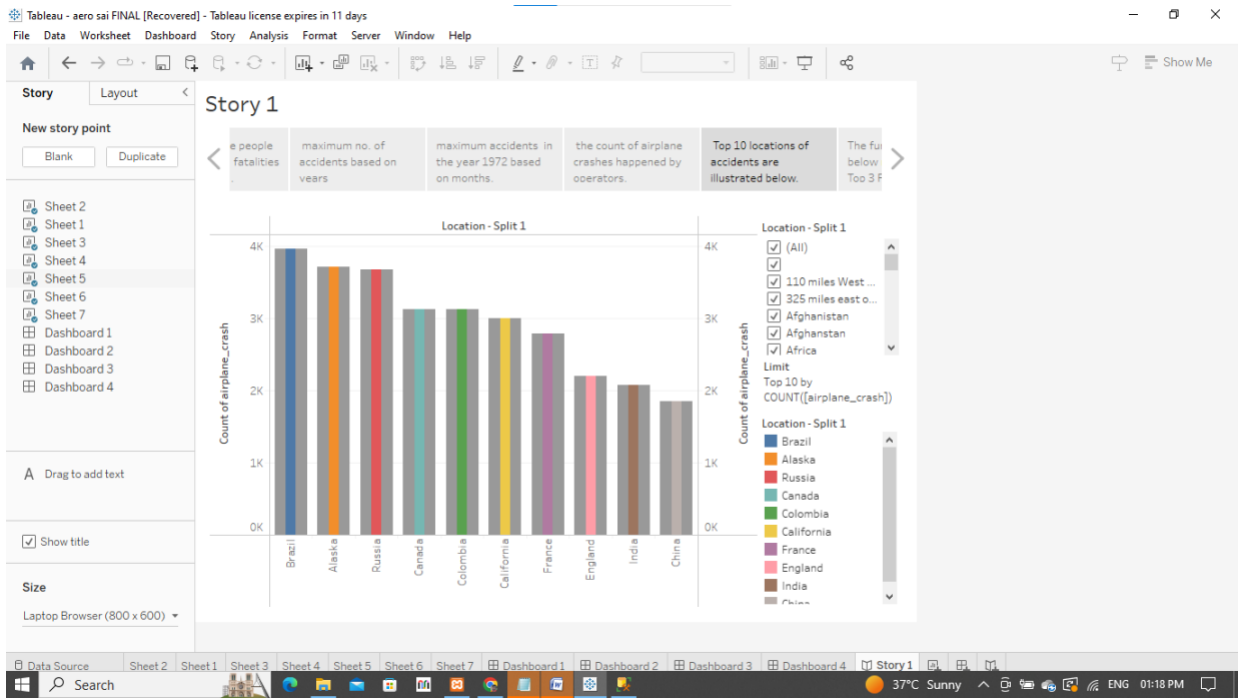 Tableau - aero sai FINAL [Recovered] - Tableau license expires in 11 days
File Data Worksheet Dashboard Story Analysis Format Server Window Help
Show Me
Story Layout
New story point
Blank Duplicate
Sheet 2
Sheet 1
Sheet 3
Sheet 4
Sheet 5
Sheet 6
Sheet 7
Dashboard 1
Dashboard 2
Dashboard 3
Dashboard 4
A Drag to add text
Show title
Size
Laptop Browser (800 x 600)
Story 1
e people
fatalities
.
maximum no. of
accidents based on
years
maximum accidents in
the year 1972 based
on months.
the count of airplane
crashes happened by
operators.
Top 10 locations of
accidents are
illustrated below.
The fu
below
Top 3 F
Location - Split 1
Count of airplane_crash
4K
3K
2K
1K
0K
Brazil
Alaska
Russia
Canada
Colombia
California
France
England
India
China
4K
3K
2K
1K
0K
Count of airplane_crash
Location - Split 1
(All)
110 miles West ...
325 miles east o...
Afghanistan
Afghanstan
Africa
Limit
Top 10 by
COUNT([airplane_crash])
Location - Split 1
Brazil
Alaska
Russia
Canada
Colombia
California
France
England
India
China
Data Source Sheet 2 Sheet 1 Sheet 3 Sheet 4 Sheet 5 Sheet 6 Sheet 7 Dashboard 1 Dashboard 2 Dashboard 3 Dashboard 4 Story 1
Search 37°C Sunny ENG 01:18 PM